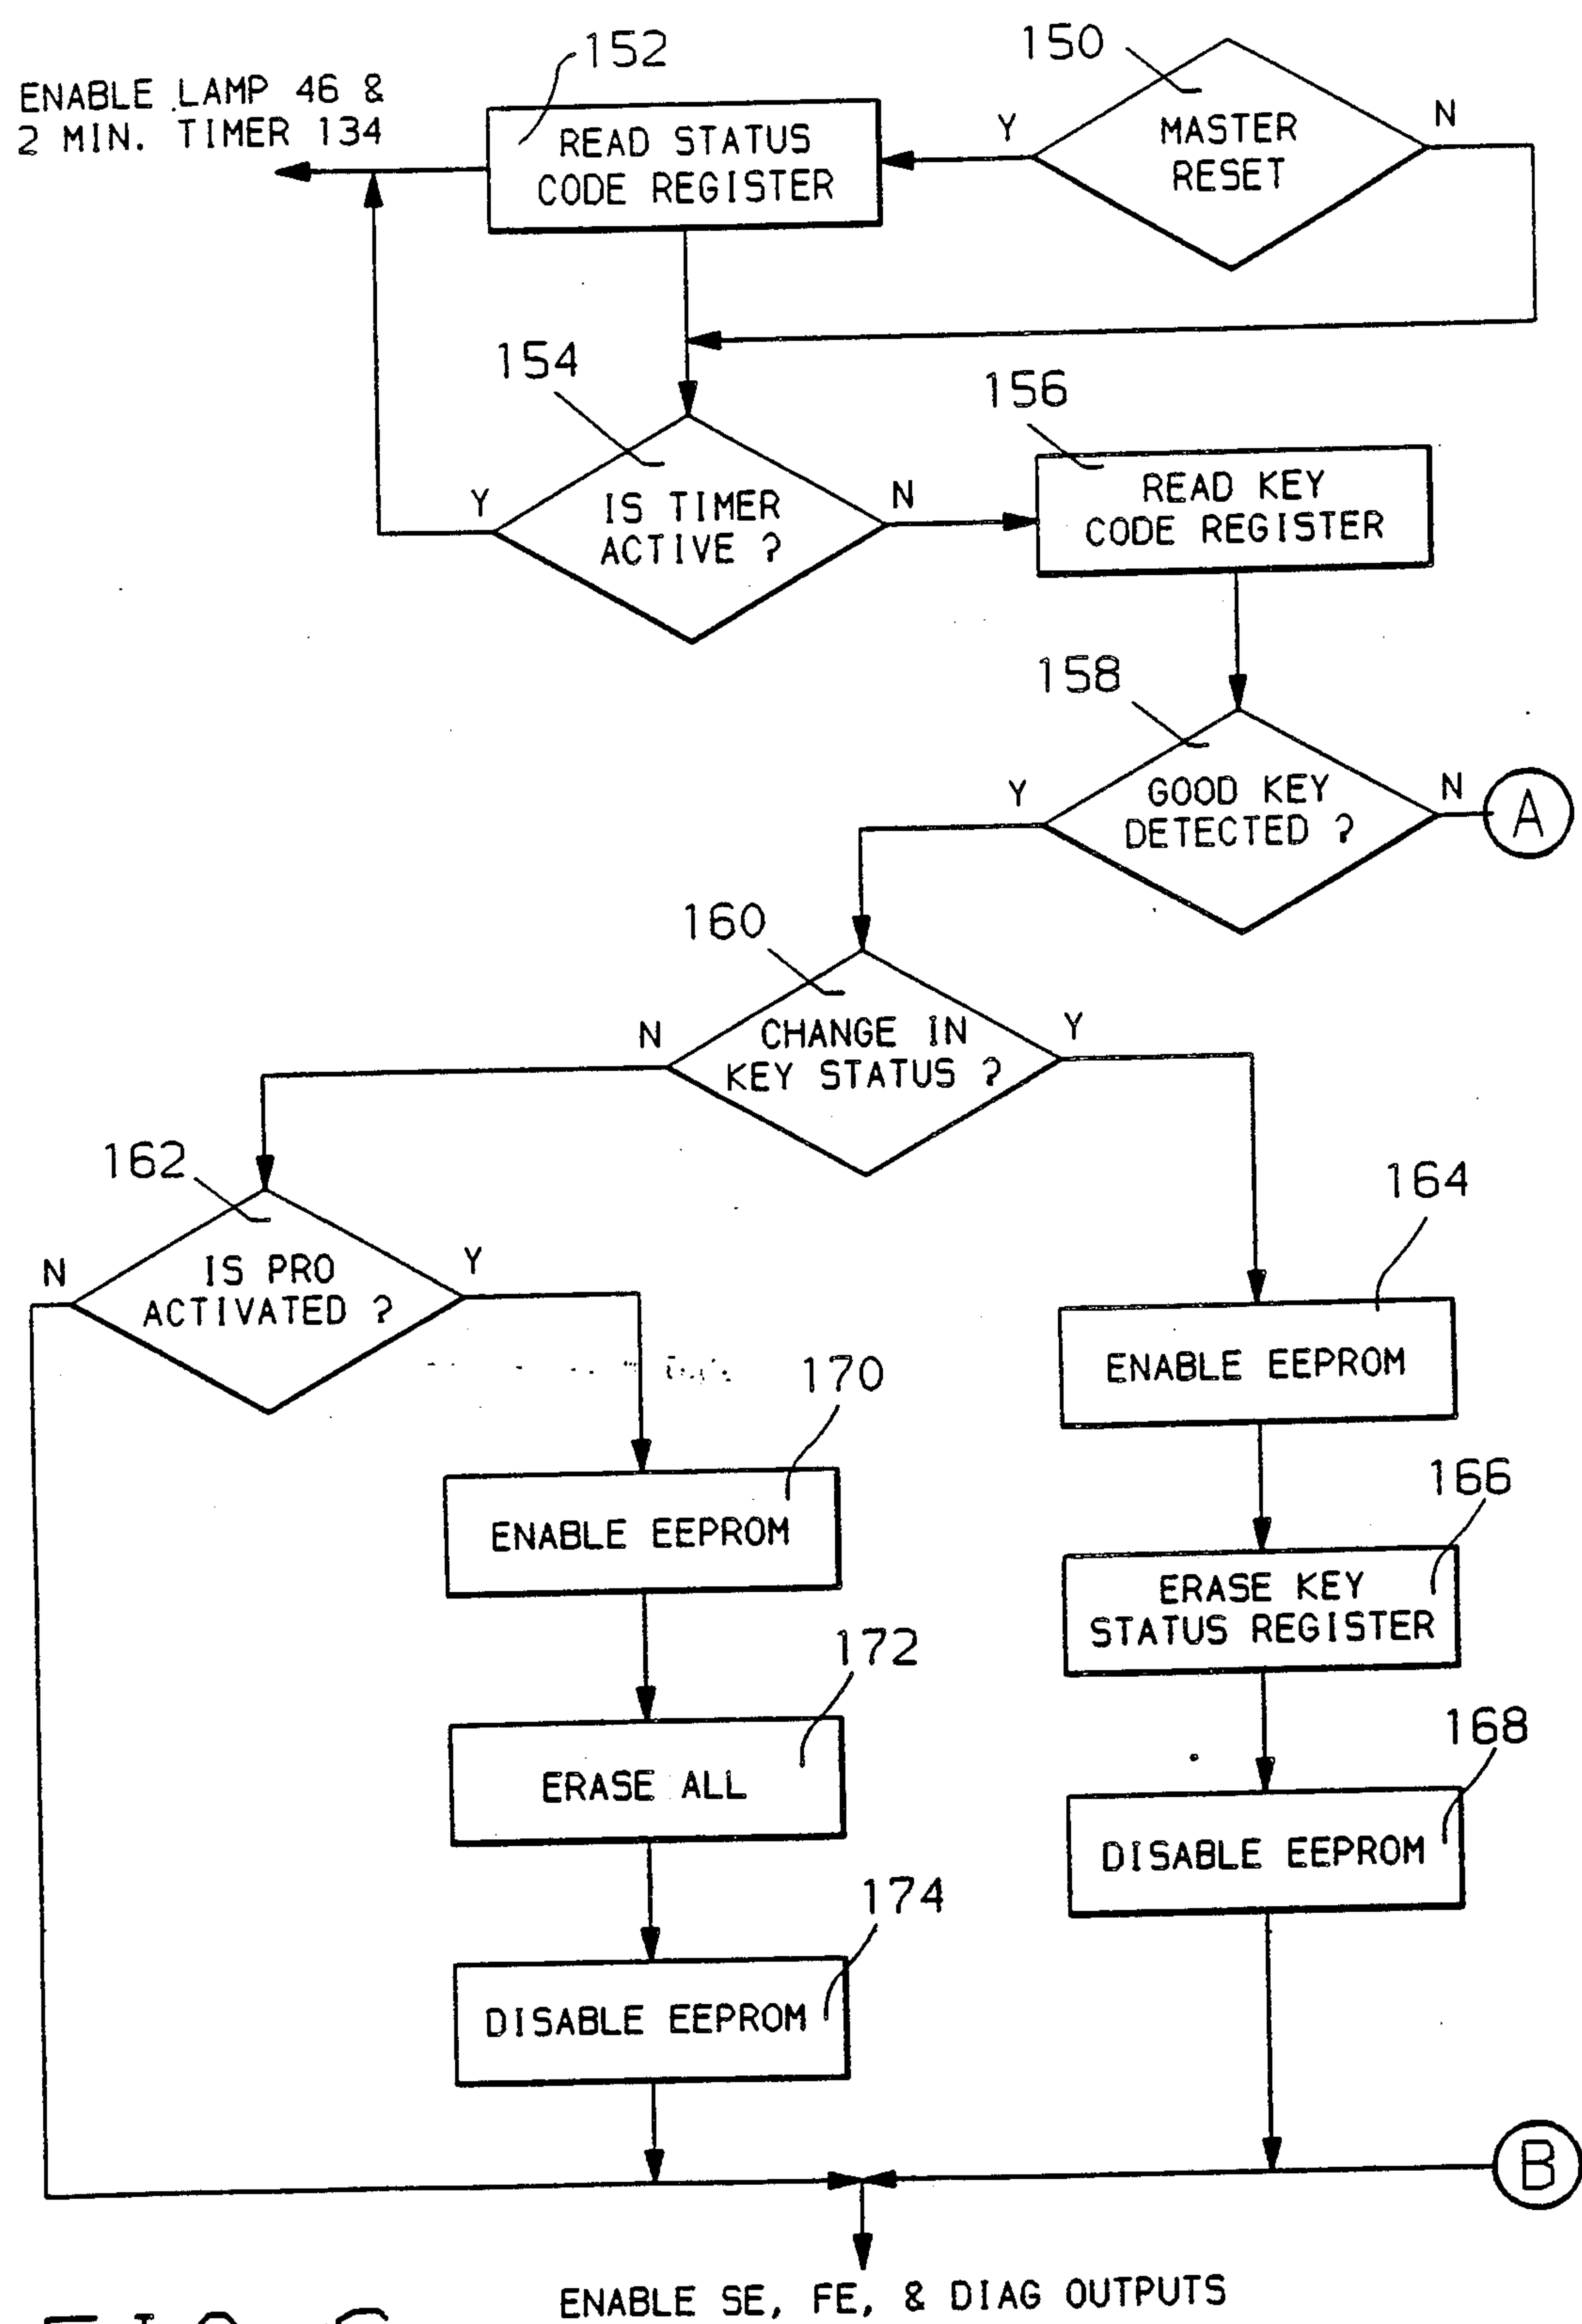 152
150
ENABLE LAMP 46 &
2 MIN. TIMER 134
READ STATUS
CODE REGISTER
Y
MASTER
RESET
N
154
156
Y
IS TIMER
ACTIVE ?
N
READ KEY
CODE REGISTER
158
Y
GOOD KEY
DETECTED ?
N
A
160
N
CHANGE IN
KEY STATUS ?
Y
162
164
N
IS PRO
ACTIVATED ?
Y
ENABLE EEPROM
170
166
ENABLE EEPROM
ERASE KEY
STATUS REGISTER
172
168
ERASE ALL
DISABLE EEPROM
174
DISABLE EEPROM
B
ENABLE SE, FE, & DIAG OUTPUTS